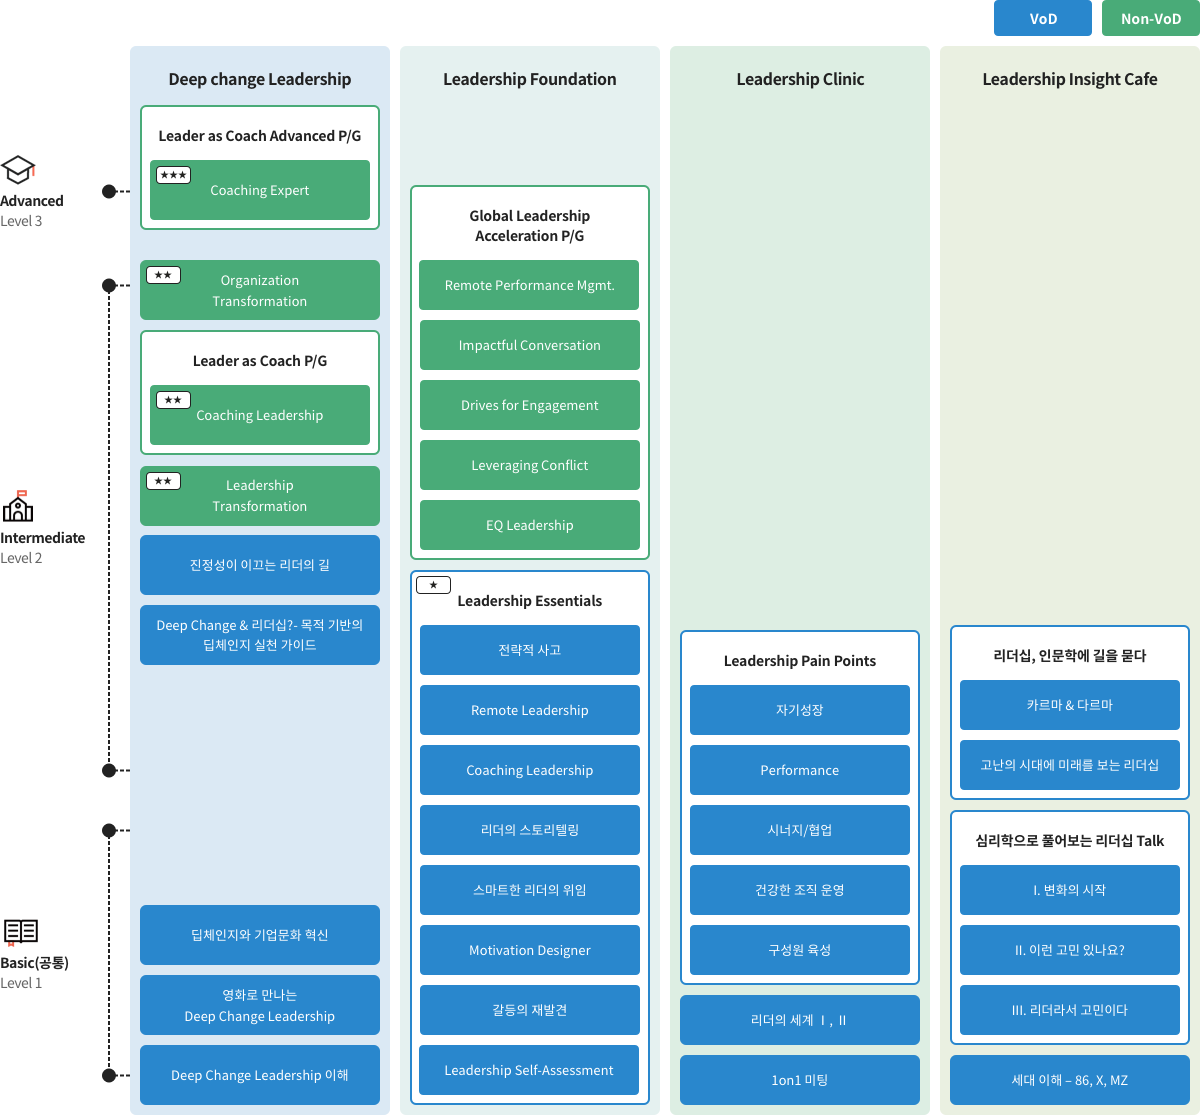 VoD
Non-VoD
Advanced
Level 3
Intermediate
Level 2
Basic(공통)
Level 1
Deep change Leadership
Leader as Coach Advanced P/G
★★★
Coaching Expert
★★
Organization
Transformation
Leader as Coach P/G
★★
Coaching Leadership
★★
Leadership
Transformation
진정성이 이끄는 리더의 길
Deep Change & 리더십?- 목적 기반의
딥체인지 실천 가이드
딥체인지와 기업문화 혁신
영화로 만나는
Deep Change Leadership
Deep Change Leadership 이해
Leadership Foundation
Global Leadership
Acceleration P/G
Remote Performance Mgmt.
Impactful Conversation
Drives for Engagement
Leveraging Conflict
EQ Leadership
★
Leadership Essentials
전략적 사고
Remote Leadership
Coaching Leadership
리더의 스토리텔링
스마트한 리더의 위임
Motivation Designer
갈등의 재발견
Leadership Self-Assessment
Leadership Clinic
Leadership Pain Points
자기성장
Performance
시너지/협업
건강한 조직 운영
구성원 육성
리더의 세계 Ⅰ, Ⅱ
1on1 미팅
Leadership Insight Cafe
리더십, 인문학에 길을 묻다
카르마 & 다르마
고난의 시대에 미래를 보는 리더십
심리학으로 풀어보는 리더십 Talk
I. 변화의 시작
II. 이런 고민 있나요?
III. 리더라서 고민이다
세대 이해 – 86, X, MZ